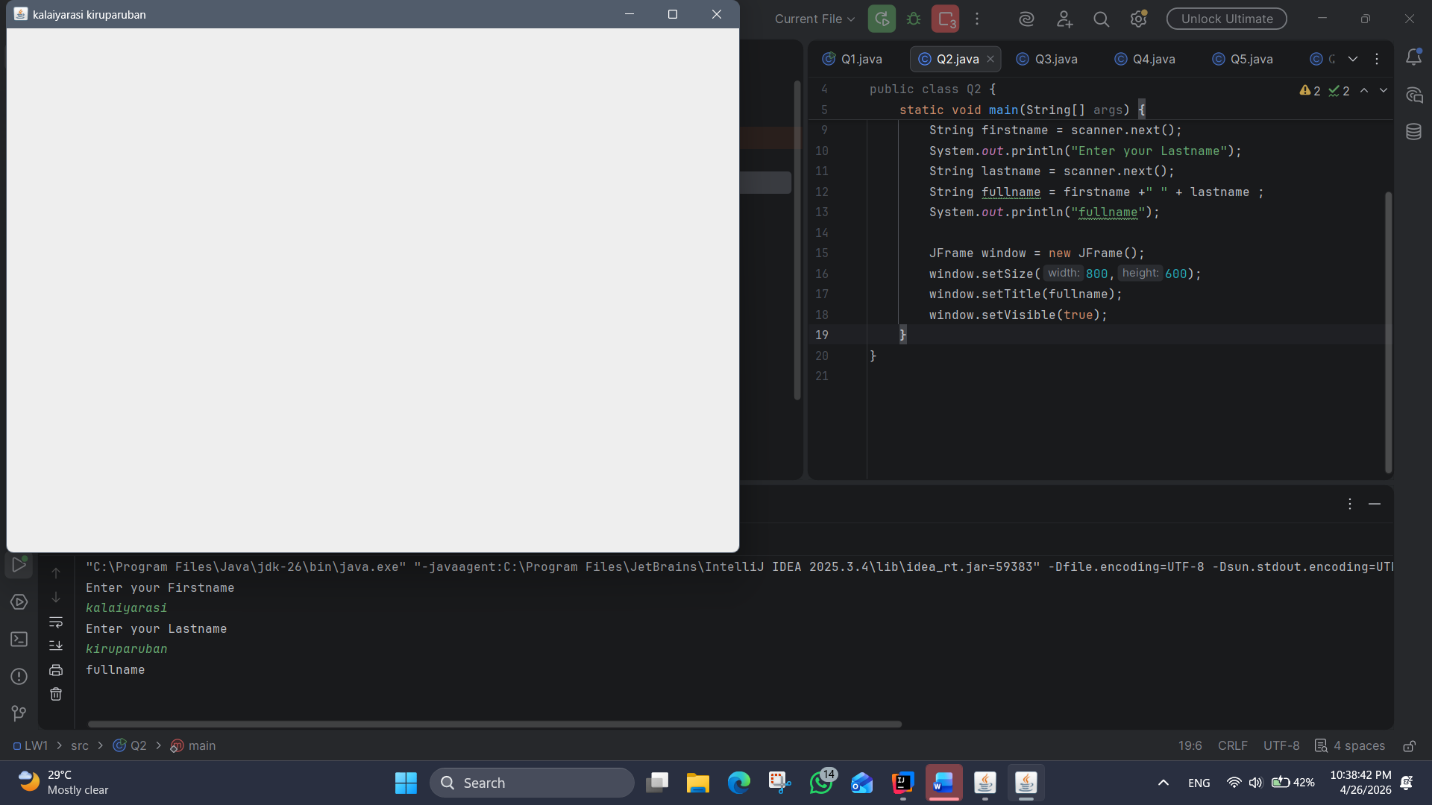 kalaiyarasi kiruparuban
Current File
3
Unlock Ultimate
Q1.java
Q2.java
Q3.java
Q4.java
Q5.java
4 public class Q2 {
2 2
5 static void main(String[] args) {
9 String firstname = scanner.next();
10 System.out.println("Enter your Lastname");
11 String lastname = scanner.next();
12 String fullname = firstname +" " + lastname ;
13 System.out.println("fullname");
14
15 JFrame window = new JFrame();
16 window.setSize( width: 800, height: 600);
17 window.setTitle(fullname);
18 window.setVisible(true);
19 }
20 }
21
"C:\Program Files\Java\jdk-26\bin\java.exe" "-javaagent:C:\Program Files\JetBrains\IntelliJ IDEA 2025.3.4\lib\idea_rt.jar=59383" -Dfile.encoding=UTF-8 -Dsun.stdout.encoding=UT
Enter your Firstname
kalaiyarasi
Enter your Lastname
kiruparuban
fullname
LW1 > src > Q2 > main
19:6 CRLF UTF-8 4 spaces
29°C
Mostly clear
Search
14
ENG
42%
10:38:42 PM
4/26/2026